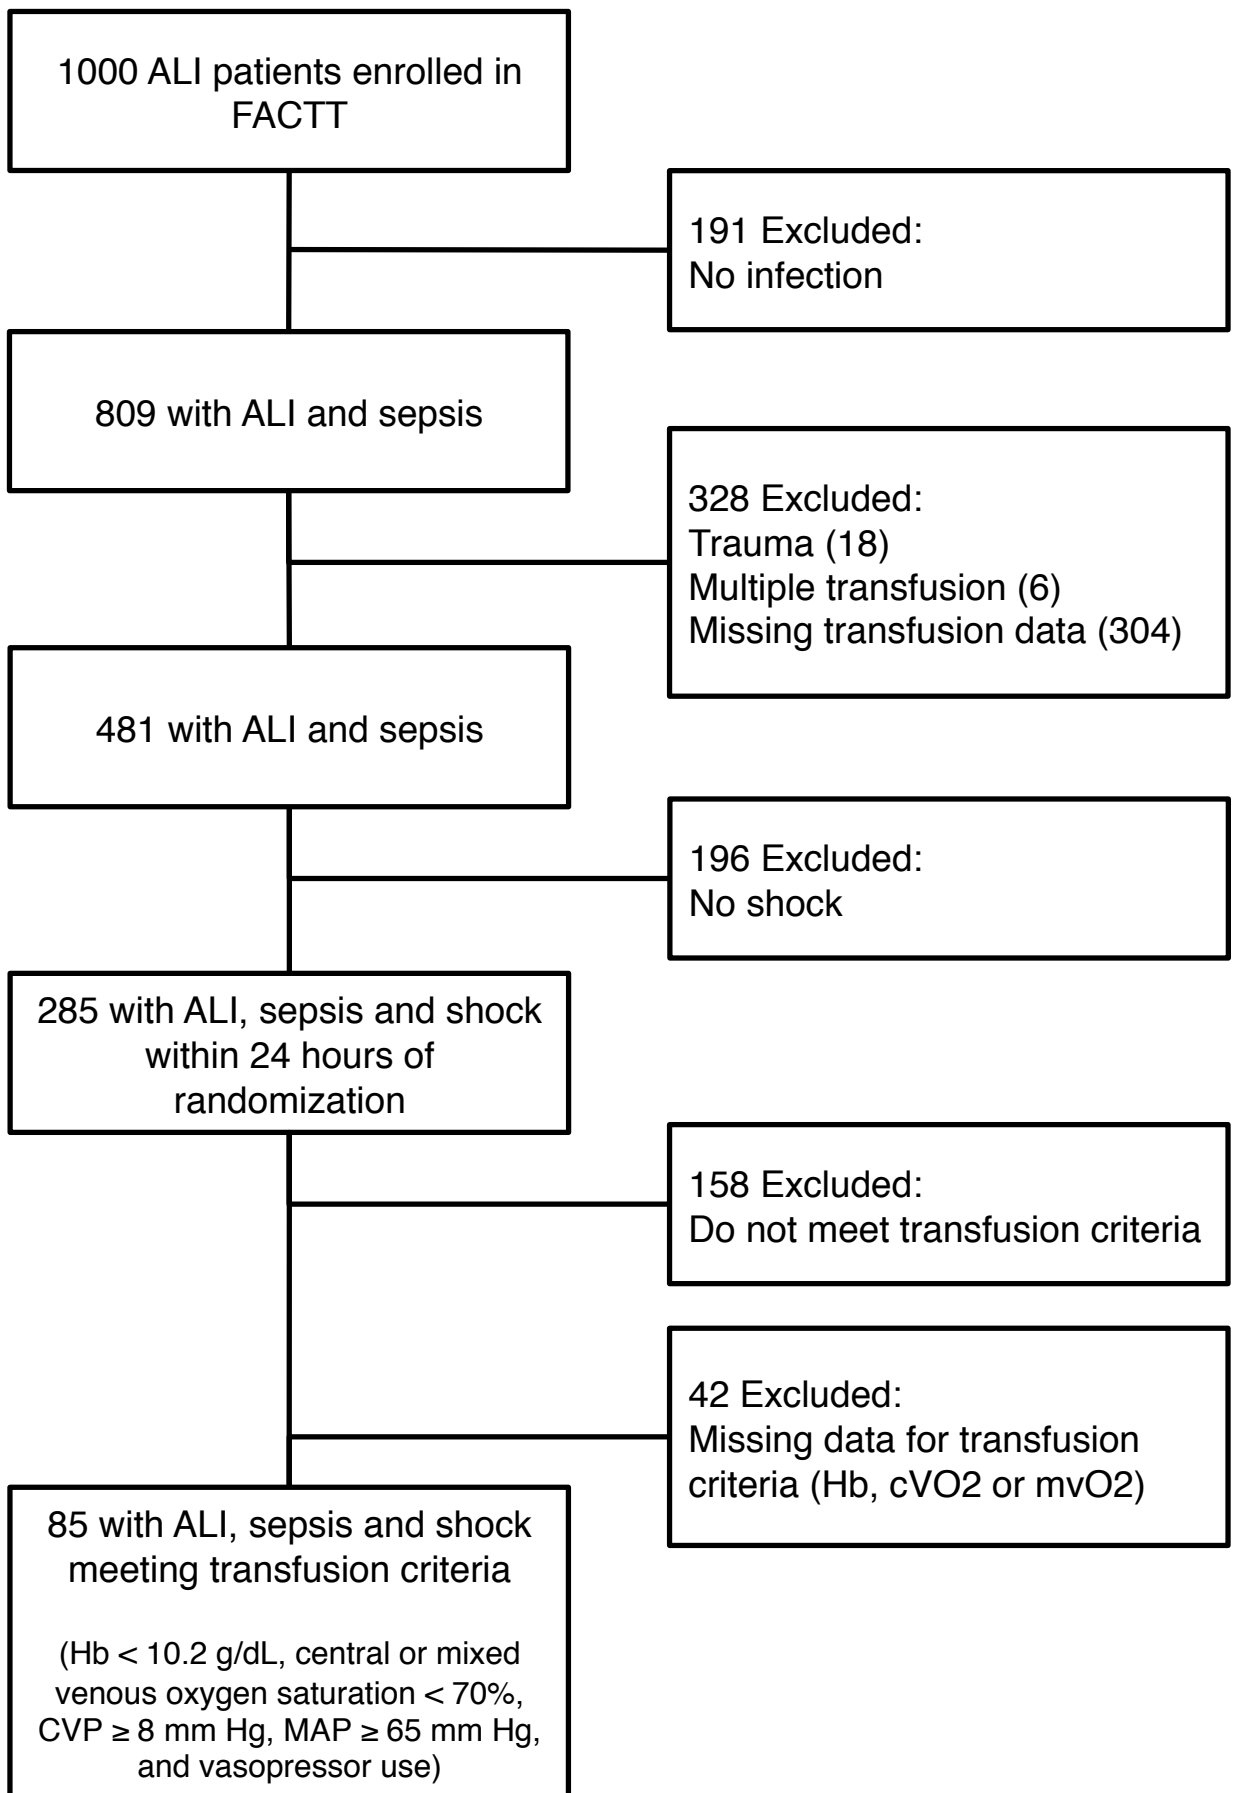 1000 ALI patients enrolled in
FACTT
191 Excluded:
No infection
809 with ALI and sepsis
328 Excluded:
Trauma (18)
Multiple transfusion (6)
Missing transfusion data (304)
481 with ALI and sepsis
196 Excluded:
No shock
285 with ALI, sepsis and shock
within 24 hours of
randomization
158 Excluded:
Do not meet transfusion criteria
42 Excluded:
Missing data for transfusion
criteria (Hb, cVO2 or mvO2)
85 with ALI, sepsis and shock
meeting transfusion criteria
(Hb < 10.2 g/dL, central or mixed
venous oxygen saturation < 70%,
CVP ≥ 8 mm Hg, MAP ≥ 65 mm Hg,
and vasopressor use)